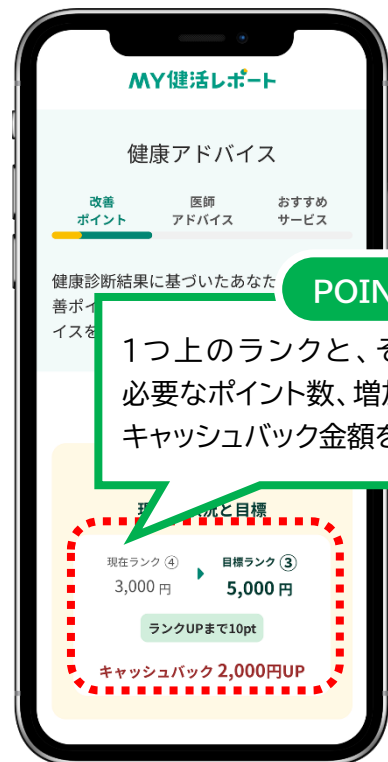 MY健活レポート
健康アドバイス
改善
ポイント
医師
アドバイス
おすすめ
サービス
健康診断結果に基づいたあなた
善ポイ
イスを
POIN
1つ上のランクと、そ
必要なポイント数、増加
キャッシュバック金額を
況と目標
現在ランク ④
3,000 円
目標ランク ③
5,000 円
ランクUPまで10pt
キャッシュバック 2,000円UP